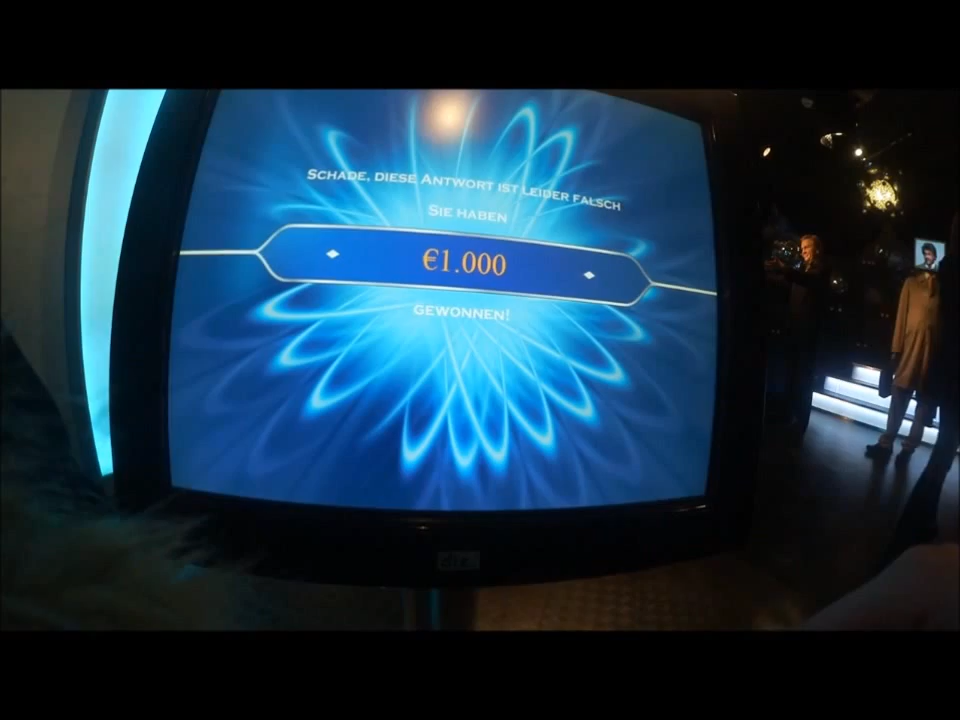 Schade, diese Antwort ist leider falsch
Sie haben
€1.000
gewonnen!